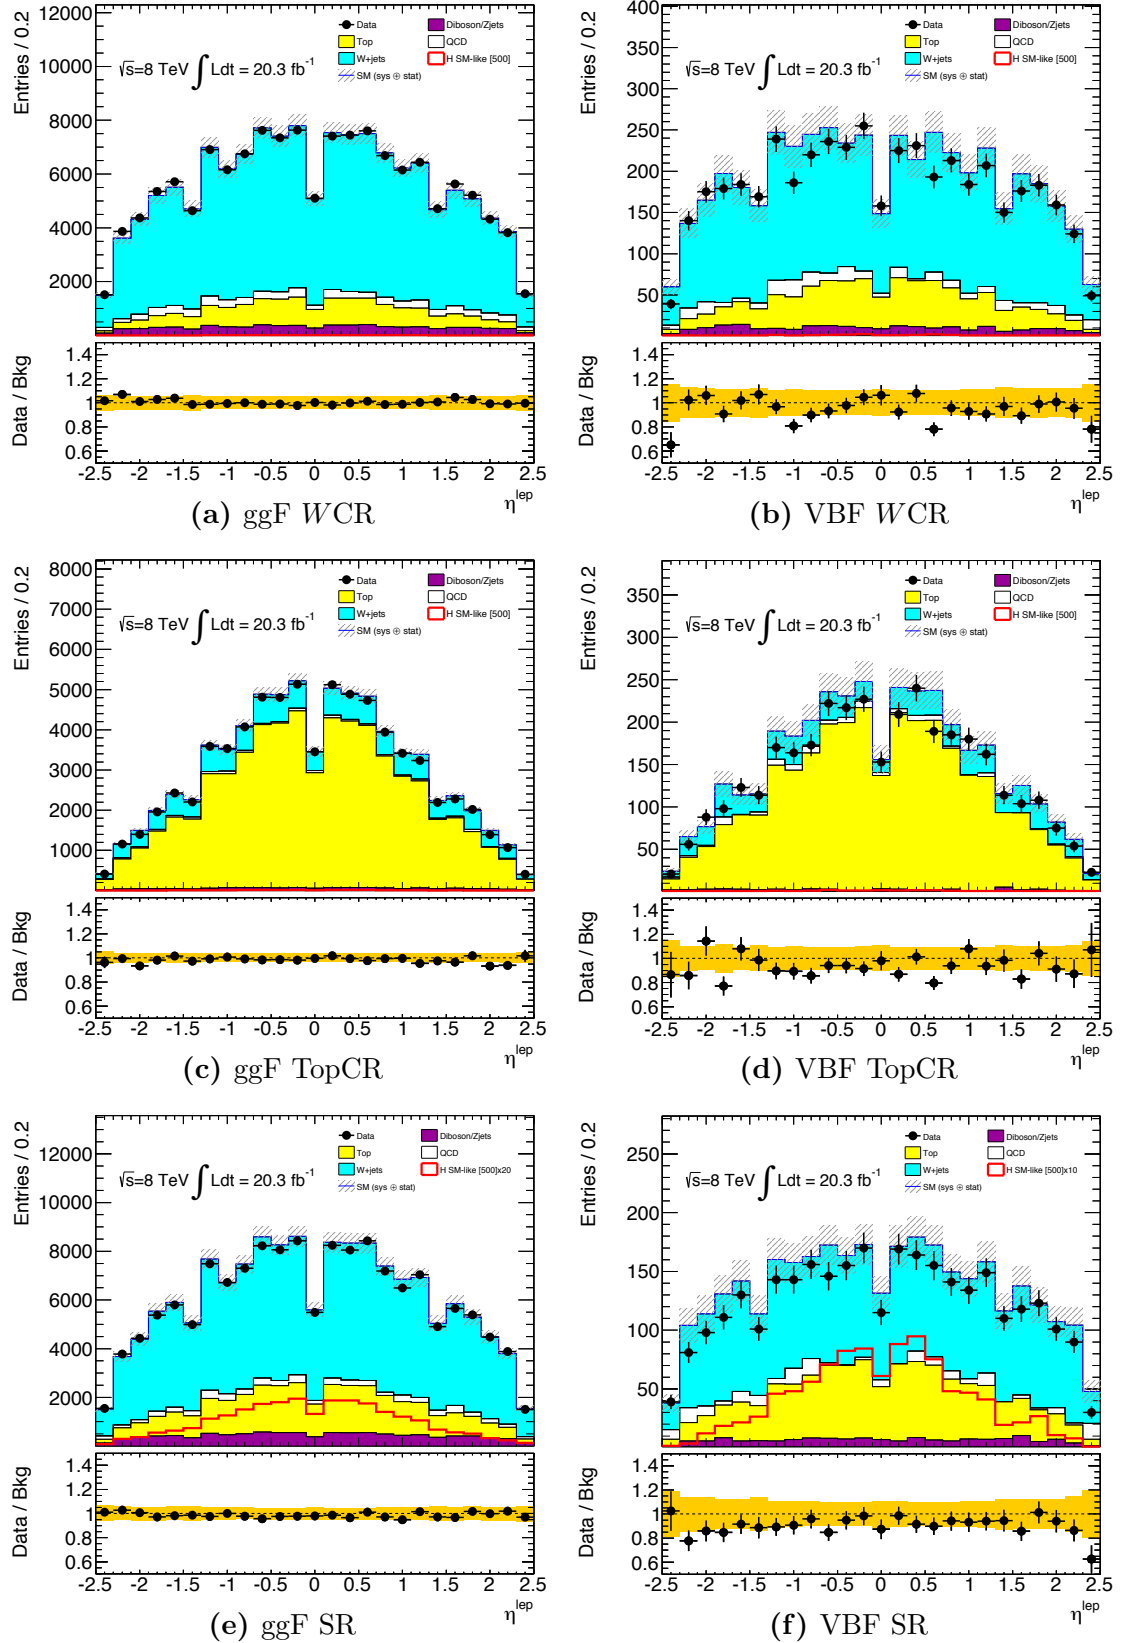 Entries / 0.2
12000
10000
8000
6000
4000
2000
Data
Top
W+jets
SM (sys ⊕ stat)
Diboson/Zjets
QCD
H SM-like [500]
√s=8 TeV ∫ Ldt = 20.3 fb⁻¹
Data / Bkg
1.4
1.2
1
0.8
0.6
-2.5 -2 -1.5 -1 -0.5 0 0.5 1 1.5 2 2.5
η^lep
(a) ggF WCR
Entries / 0.2
400
350
300
250
200
150
100
50
Data
Top
W+jets
SM (sys ⊕ stat)
Diboson/Zjets
QCD
H SM-like [500]
√s=8 TeV ∫ Ldt = 20.3 fb⁻¹
Data / Bkg
1.4
1.2
1
0.8
0.6
-2.5 -2 -1.5 -1 -0.5 0 0.5 1 1.5 2 2.5
η^lep
(b) VBF WCR
Entries / 0.2
8000
7000
6000
5000
4000
3000
2000
1000
Data
Top
W+jets
SM (sys ⊕ stat)
Diboson/Zjets
QCD
H SM-like [500]
√s=8 TeV ∫ Ldt = 20.3 fb⁻¹
Data / Bkg
1.4
1.2
1
0.8
0.6
-2.5 -2 -1.5 -1 -0.5 0 0.5 1 1.5 2 2.5
η^lep
(c) ggF TopCR
Entries / 0.2
350
300
250
200
150
100
50
Data
Top
W+jets
SM (sys ⊕ stat)
Diboson/Zjets
QCD
H SM-like [500]
√s=8 TeV ∫ Ldt = 20.3 fb⁻¹
Data / Bkg
1.4
1.2
1
0.8
0.6
-2.5 -2 -1.5 -1 -0.5 0 0.5 1 1.5 2 2.5
η^lep
(d) VBF TopCR
Entries / 0.2
12000
10000
8000
6000
4000
2000
Data
Top
W+jets
SM (sys ⊕ stat)
Diboson/Zjets
QCD
H SM-like [500]x20
√s=8 TeV ∫ Ldt = 20.3 fb⁻¹
Data / Bkg
1.4
1.2
1
0.8
0.6
-2.5 -2 -1.5 -1 -0.5 0 0.5 1 1.5 2 2.5
η^lep
(e) ggF SR
Entries / 0.2
250
200
150
100
50
Data
Top
W+jets
SM (sys ⊕ stat)
Diboson/Zjets
QCD
H SM-like [500]x10
√s=8 TeV ∫ Ldt = 20.3 fb⁻¹
Data / Bkg
1.4
1.2
1
0.8
0.6
-2.5 -2 -1.5 -1 -0.5 0 0.5 1 1.5 2 2.5
η^lep
(f) VBF SR